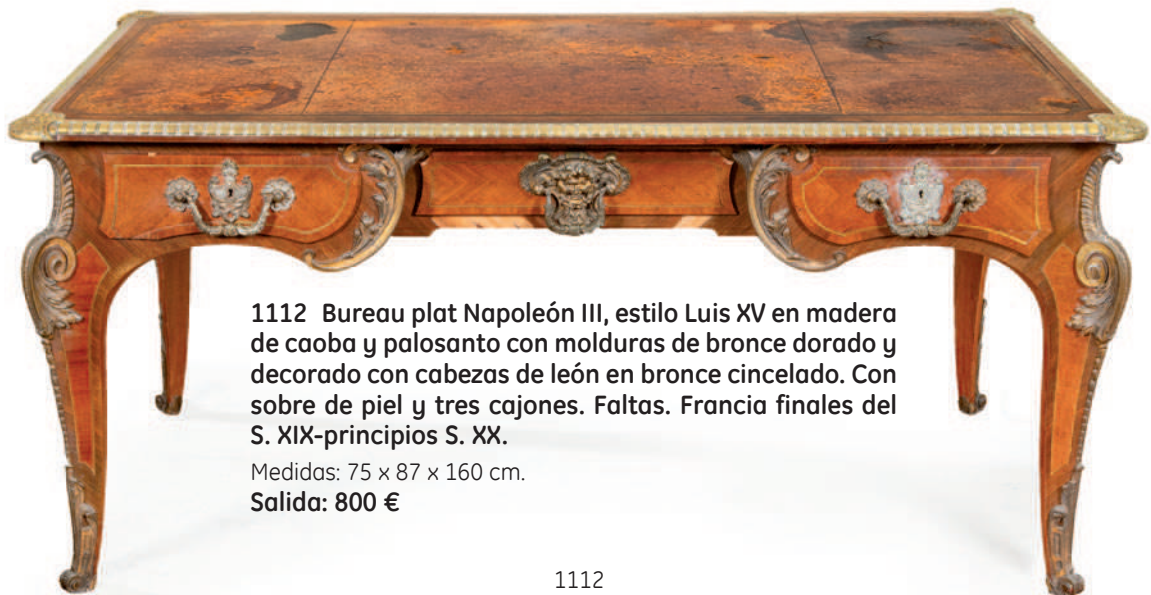 1112 Bureau plat Napoleón III, estilo Luis XV en madera
de caoba y palosanto con molduras de bronce dorado y
decorado con cabezas de león en bronce cincelado. Con
sobre de piel y tres cajones. Faltas. Francia finales del
S. XIX-principios S. XX.
Medidas: 75 x 87 x 160 cm.
Salida: 800 €
1112